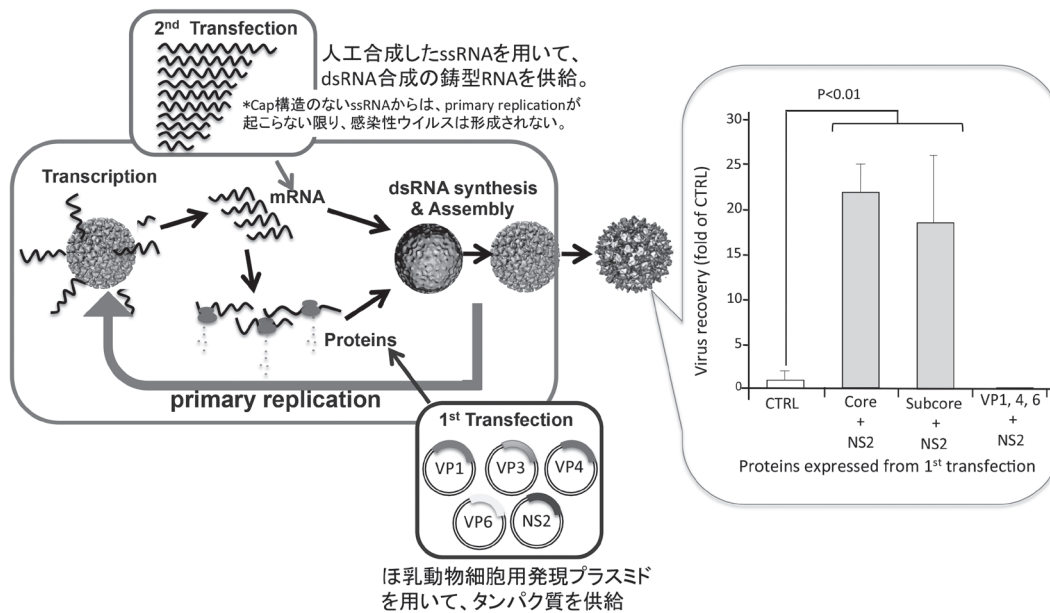 2nd Transfection
人工合成したssRNAを用いて、
dsRNA合成の鋳型RNAを供給。
*Cap構造のないssRNAからは、primary replicationが
起こらない限り、感染性ウイルスは形成されない。
Transcription
mRNA
dsRNA synthesis
& Assembly
Proteins
primary replication
1st Transfection
VP1
VP3
VP4
VP6
NS2
ほ乳動物細胞用発現プラスミド
を用いて、タンパク質を供給
P<0.01
Virus recovery (fold of CTRL)
30
25
20
15
10
5
0
CTRL
Core
+
NS2
Subcore
+
NS2
VP1, 4, 6
+
NS2
Proteins expressed from 1st transfection